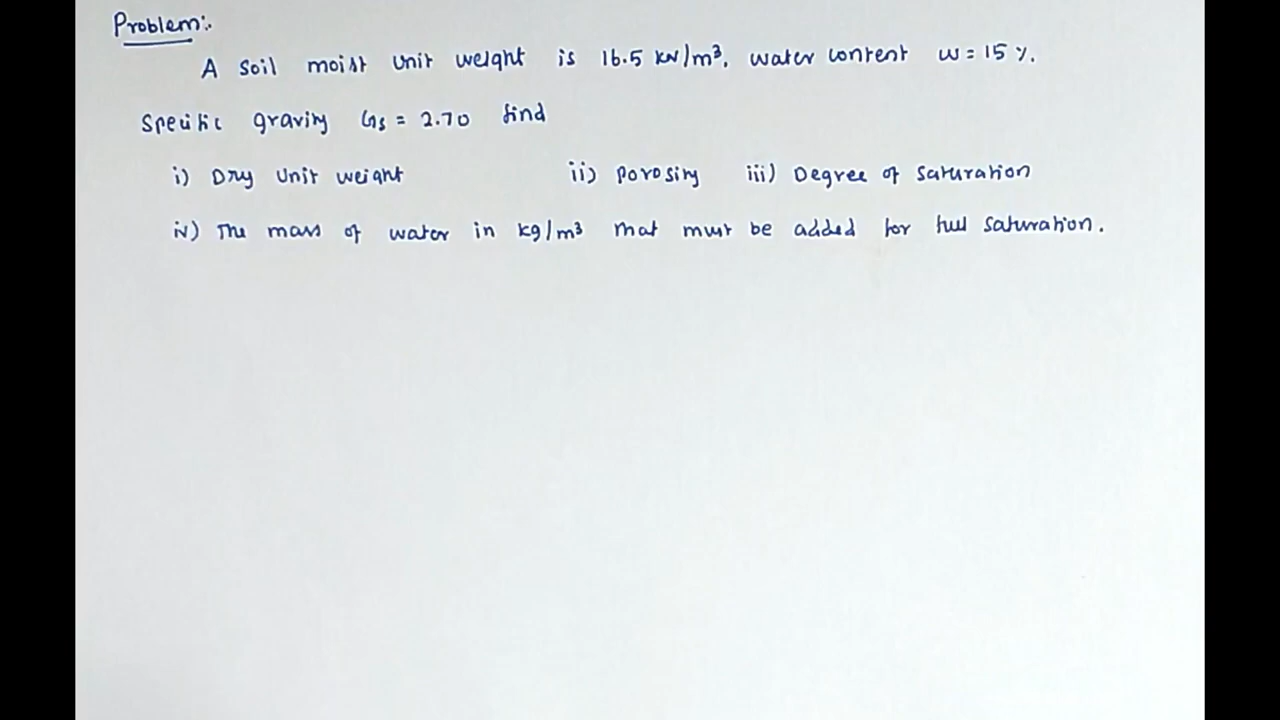 Problem:
A soil moist unit weight is 16.5 kN/m³, water content w = 15 %.
Specific gravity Gs = 2.70 find
i) Dry unit weight ii) Porosity iii) Degree of saturation
iv) The mass of water in kg/m³ that must be added for full saturation.